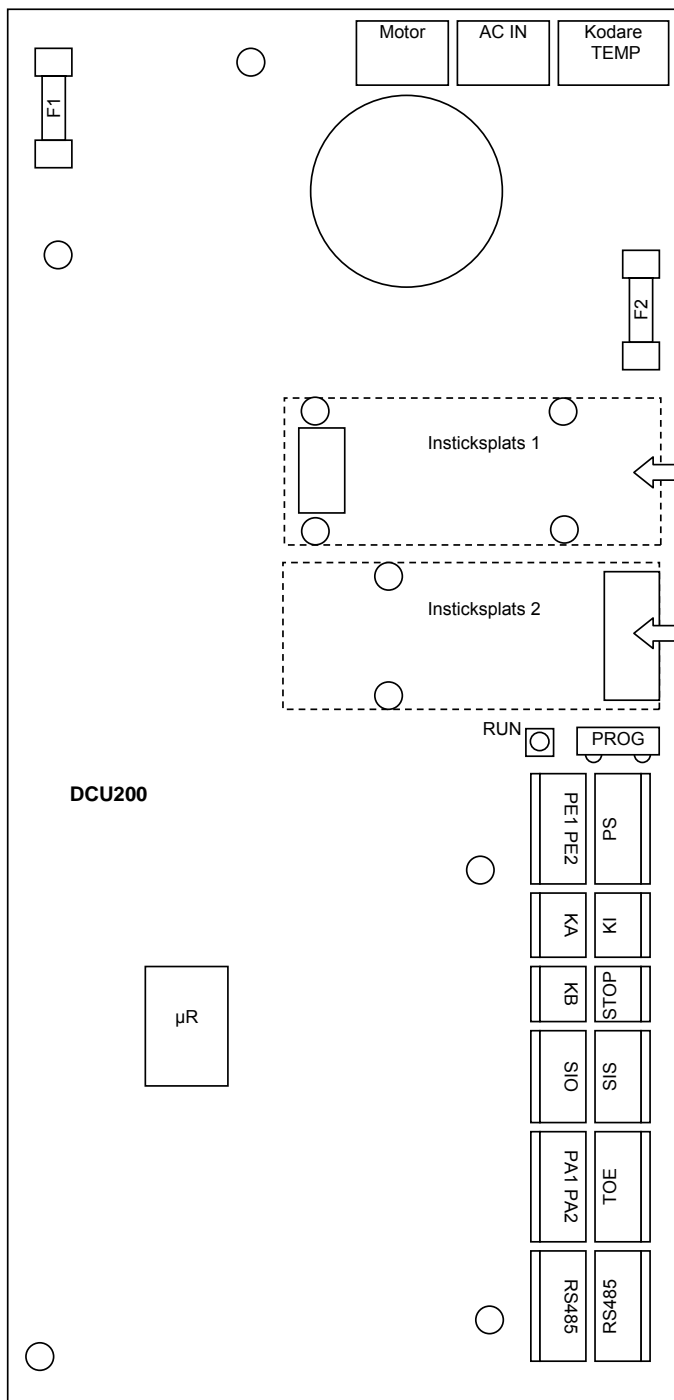 Motor
AC IN
Kodare
TEMP
F1
F2
Insticksplats 1
Insticksplats 2
RUN
PROG
DCU200
PE1 PE2
PS
KA
KI
KB
STOP
µR
SIO
SIS
PA1 PA2
TOE
RS485
RS485